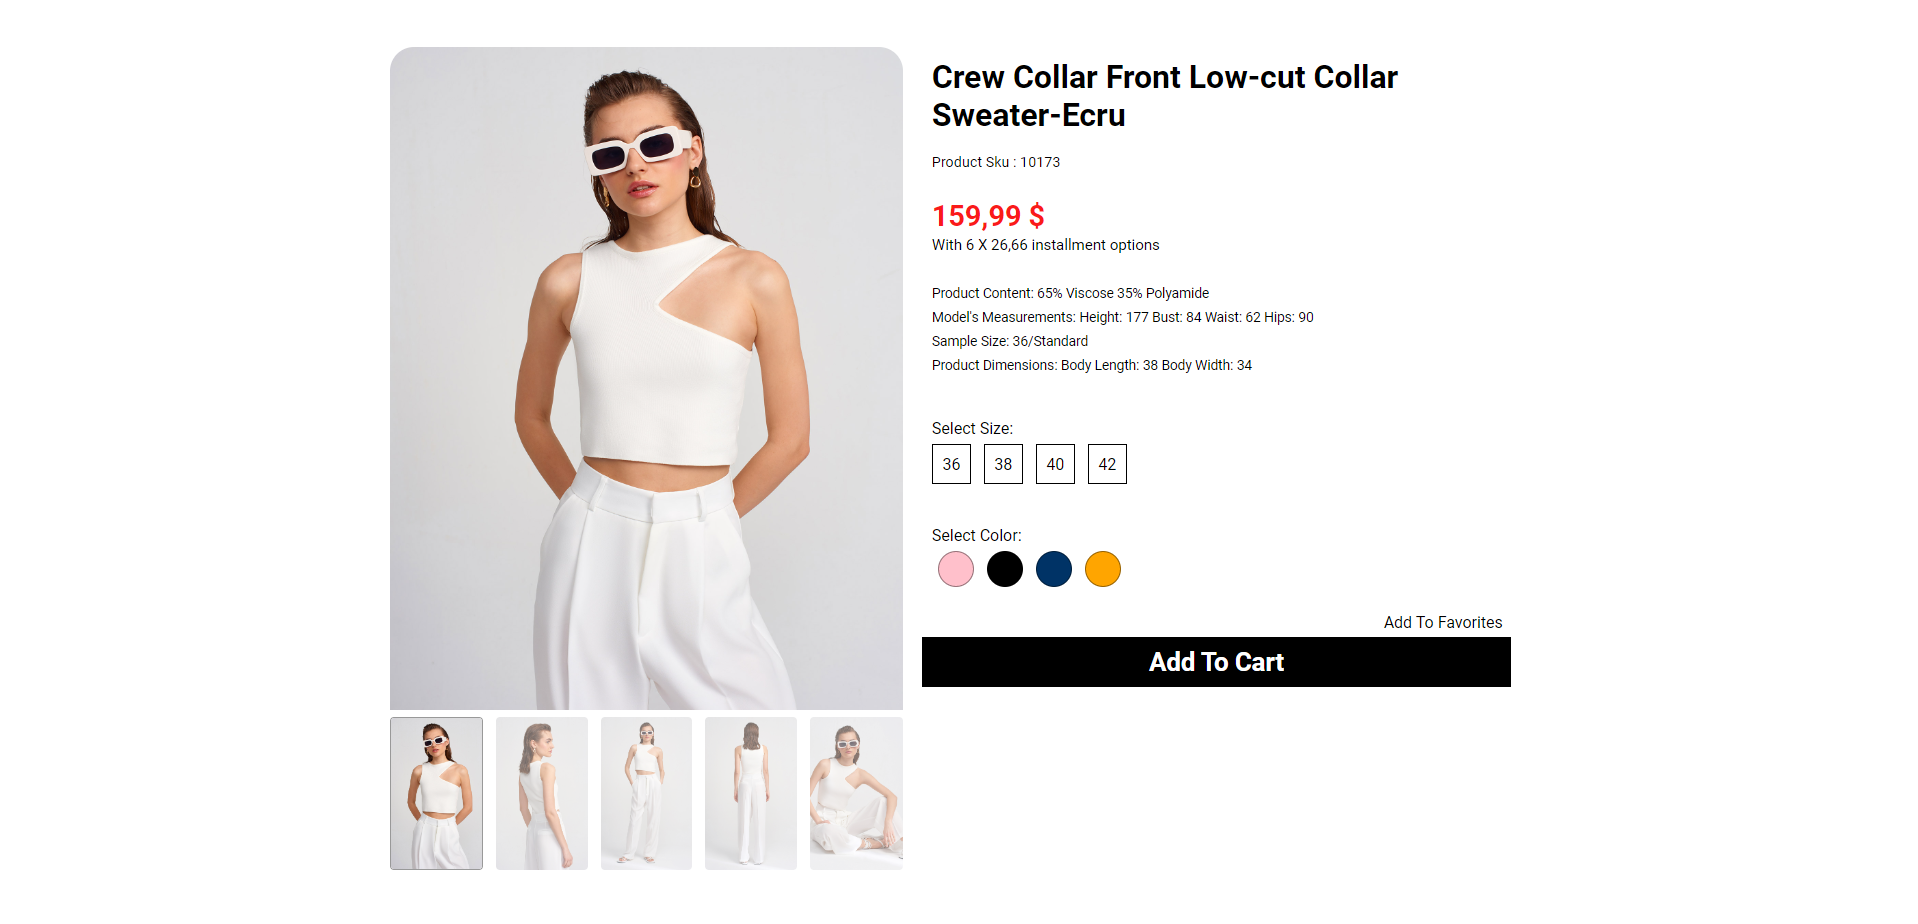 Crew Collar Front Low-cut Collar
Sweater-Ecru
Product Sku : 10173
159,99 $
With 6 X 26,66 installment options
Product Content: 65% Viscose 35% Polyamide
Model's Measurements: Height: 177 Bust: 84 Waist: 62 Hips: 90
Sample Size: 36/Standard
Product Dimensions: Body Length: 38 Body Width: 34
Select Size:
36 38 40 42
Select Color:
Add To Favorites
Add To Cart